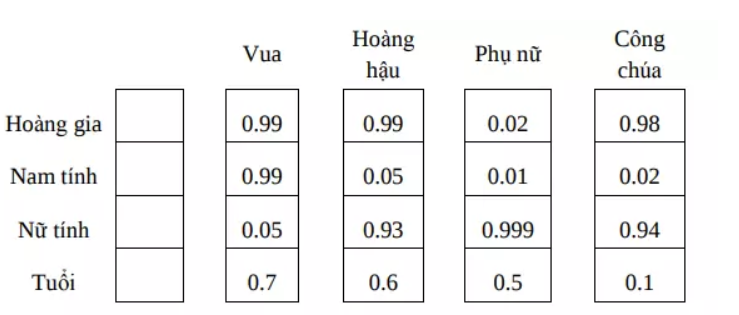 Vua Hoàng hậu Phụ nữ Công chúa
Hoàng gia 0.99 0.99 0.02 0.98
Nam tính 0.99 0.05 0.01 0.02
Nữ tính 0.05 0.93 0.999 0.94
Tuổi 0.7 0.6 0.5 0.1